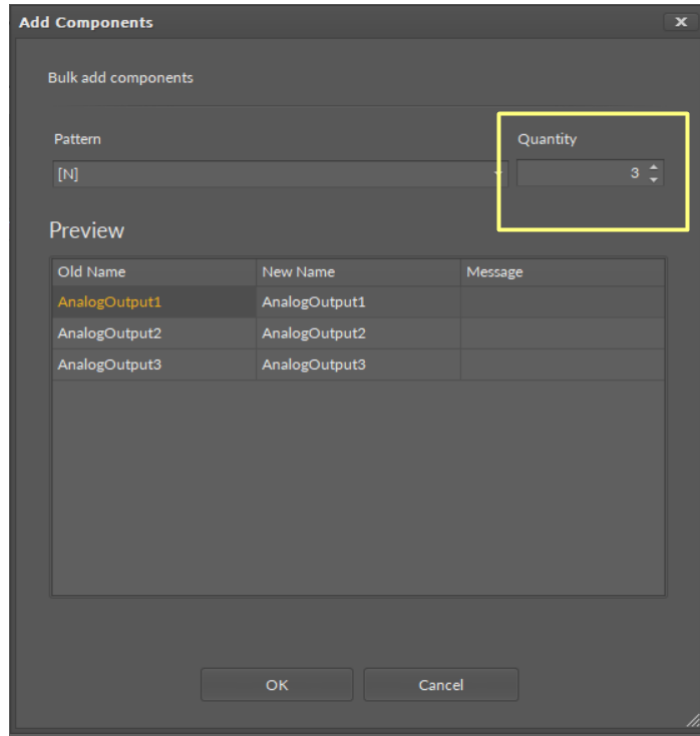 Add Components
Bulk add components
Pattern Quantity
[N] 3
Preview
Old Name New Name Message
AnalogOutput1 AnalogOutput1
AnalogOutput2 AnalogOutput2
AnalogOutput3 AnalogOutput3
OK Cancel